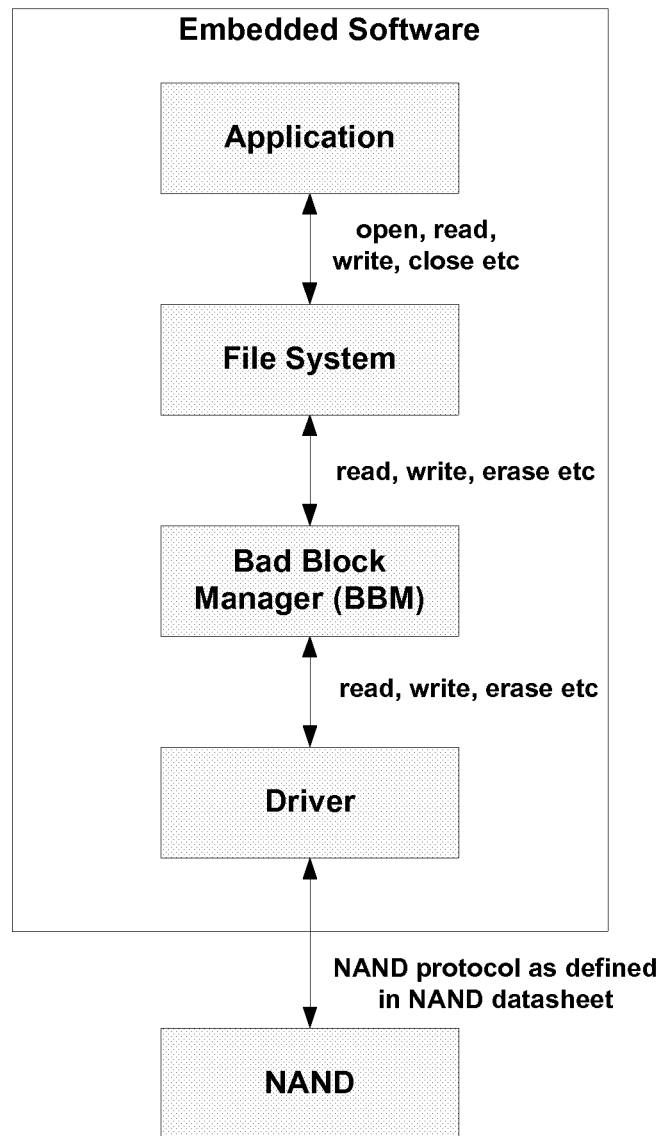 Embedded Software
Application
open, read,
write, close etc
File System
read, write, erase etc
Bad Block
Manager (BBM)
read, write, erase etc
Driver
NAND protocol as defined
in NAND datasheet
NAND